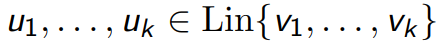 u₁, . . . , uₖ ∈ Lin{v₁, . . . , vₖ}